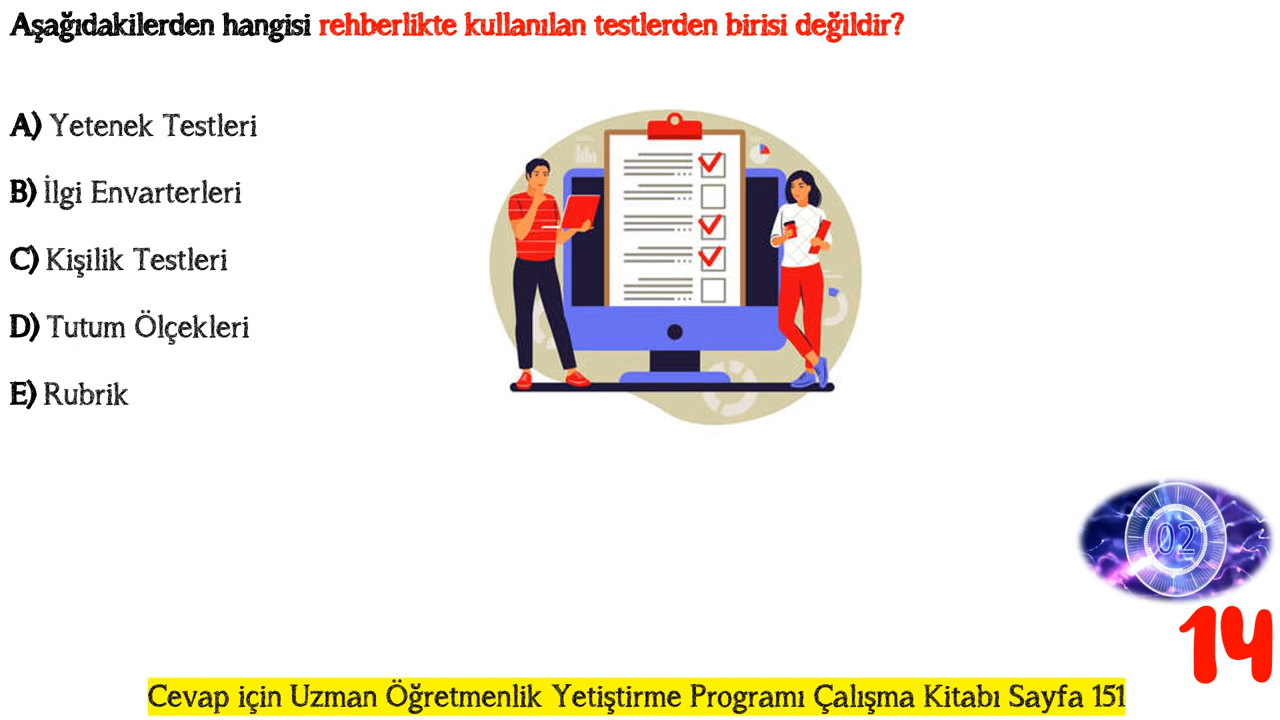 Aşağıdakilerden hangisi rehberlikte kullanılan testlerden birisi değildir?
A) Yetenek Testleri
B) İlgi Envarterleri
C) Kişilik Testleri
D) Tutum Ölçekleri
E) Rubrik
02
14
Cevap için Uzman Öğretmenlik Yetiştirme Programı Çalışma Kitabı Sayfa 151